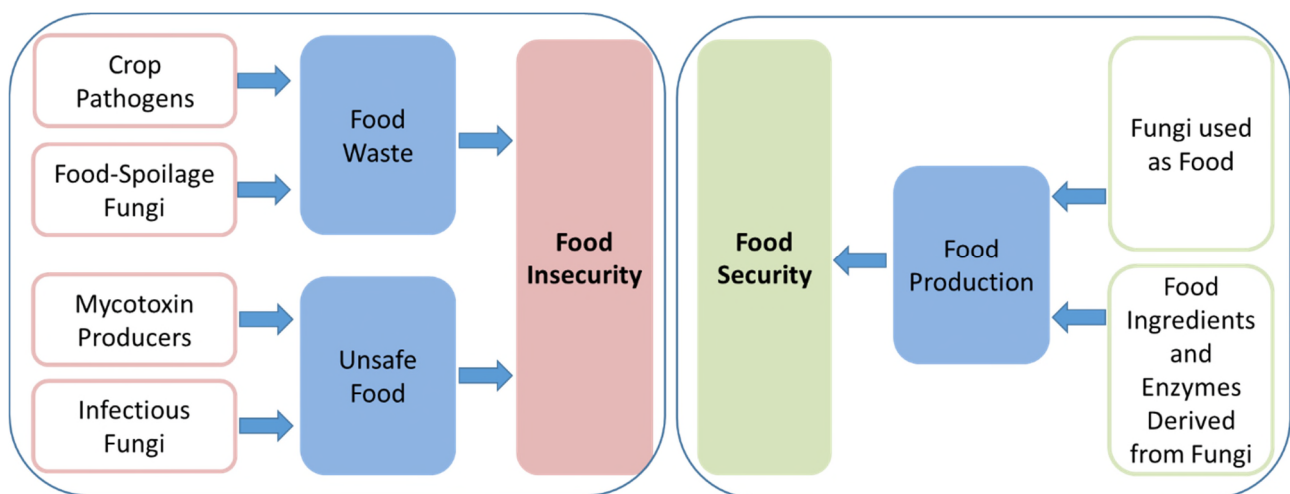 Crop
Pathogens
Food-Spoilage
Fungi
Mycotoxin
Producers
Infectious
Fungi
Food
Waste
Unsafe
Food
Food
Insecurity
Food
Security
Food
Production
Fungi used
as Food
Food
Ingredients
and
Enzymes
Derived
from Fungi